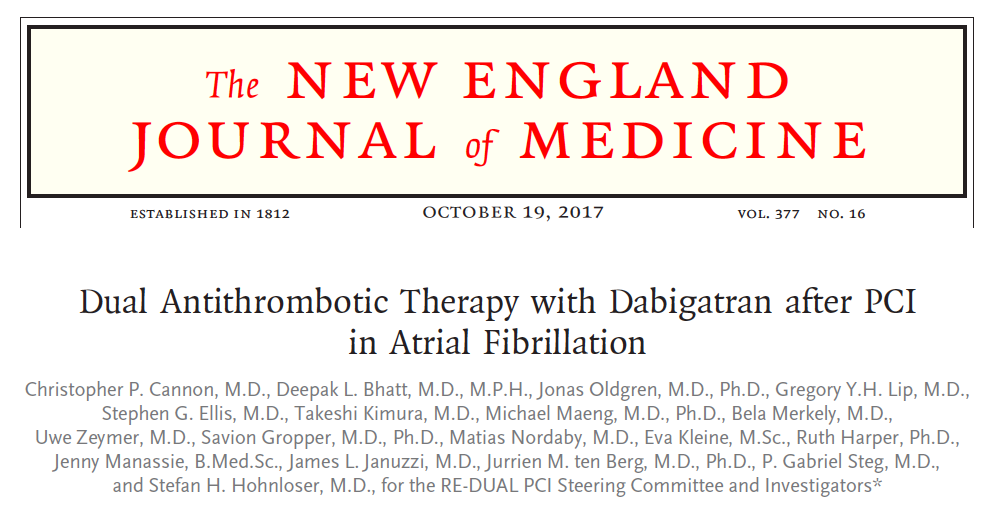 The NEW ENGLAND
JOURNAL of MEDICINE
ESTABLISHED IN 1812 OCTOBER 19, 2017 VOL. 377 NO. 16
Dual Antithrombotic Therapy with Dabigatran after PCI
in Atrial Fibrillation
Christopher P. Cannon, M.D., Deepak L. Bhatt, M.D., M.P.H., Jonas Oldgren, M.D., Ph.D., Gregory Y.H. Lip, M.D.,
Stephen G. Ellis, M.D., Takeshi Kimura, M.D., Michael Maeng, M.D., Ph.D., Bela Merkely, M.D.,
Uwe Zeymer, M.D., Savion Gropper, M.D., Ph.D., Matias Nordaby, M.D., Eva Kleine, M.Sc., Ruth Harper, Ph.D.,
Jenny Manassie, B.Med.Sc., James L. Januzzi, M.D., Jurrien M. ten Berg, M.D., Ph.D., P. Gabriel Steg, M.D.,
and Stefan H. Hohnloser, M.D., for the RE-DUAL PCI Steering Committee and Investigators*